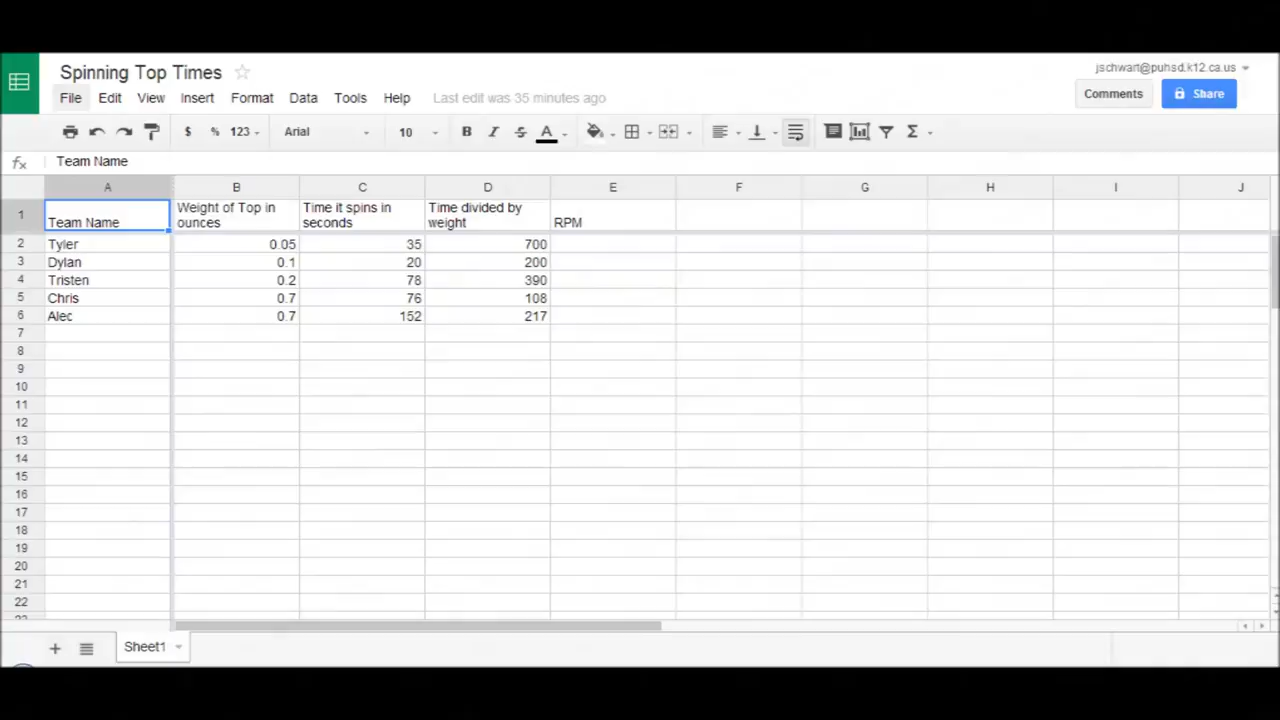 Spinning Top Times
jschwart@puhsd.k12.ca.us
File Edit View Insert Format Data Tools Help Last edit was 35 minutes ago
Comments Share
$ % 123 Arial 10 B I S A Σ
fx Team Name
A B C D E F G H I J
1 Team Name Weight of Top in ounces Time it spins in seconds Time divided by weight RPM
2 Tyler 0.05 35 700
3 Dylan 0.1 20 200
4 Tristen 0.2 78 390
5 Chris 0.7 76 108
6 Alec 0.7 152 217
7
8
9
10
11
12
13
14
15
16
17
18
19
20
21
22
Sheet1